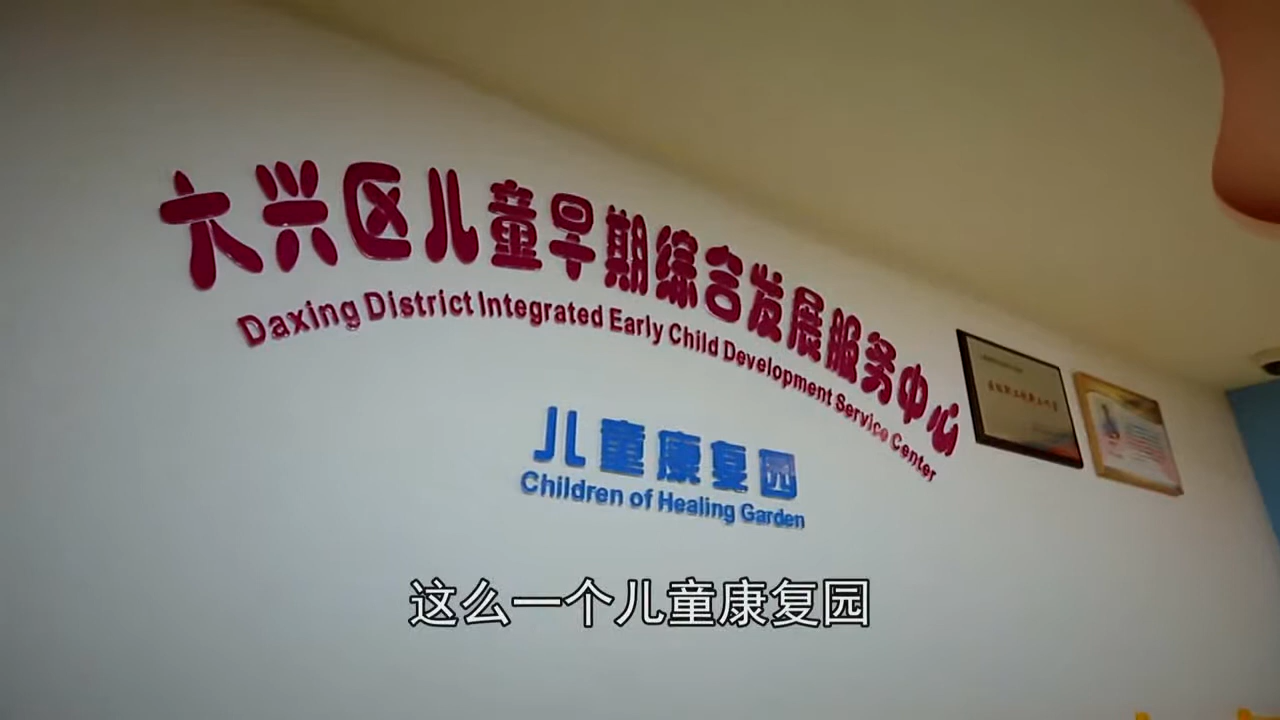 大兴区儿童早期综合发展服务中心
Daxing District Integrated Early Child Development Service Center
儿童康复园
Children of Healing Garden
这么一个儿童康复园